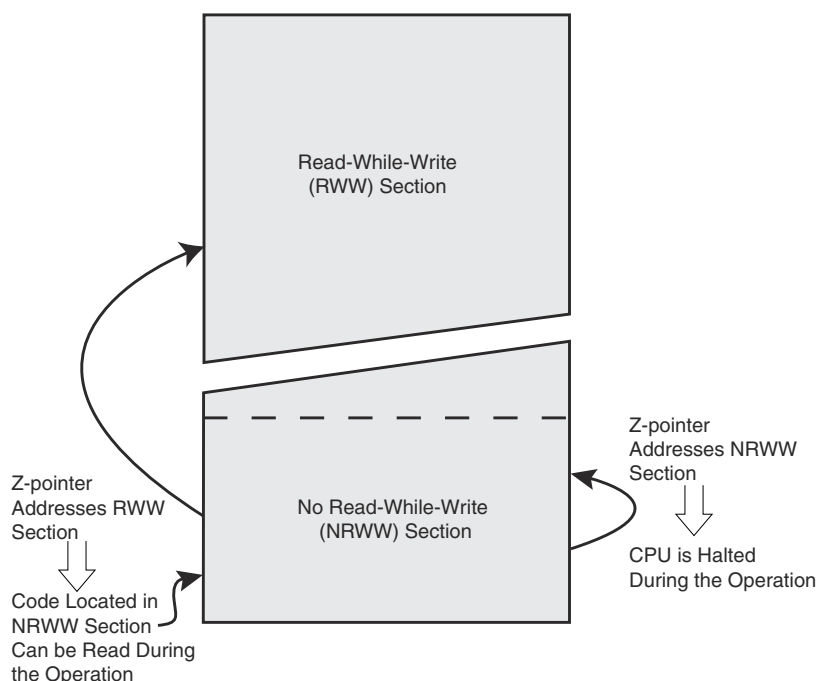 Read-While-Write
(RWW) Section
Z-pointer
Addresses RWW
Section
Code Located in
NRWW Section
Can be Read During
the Operation
No Read-While-Write
(NRWW) Section
Z-pointer
Addresses NRWW
Section
CPU is Halted
During the Operation